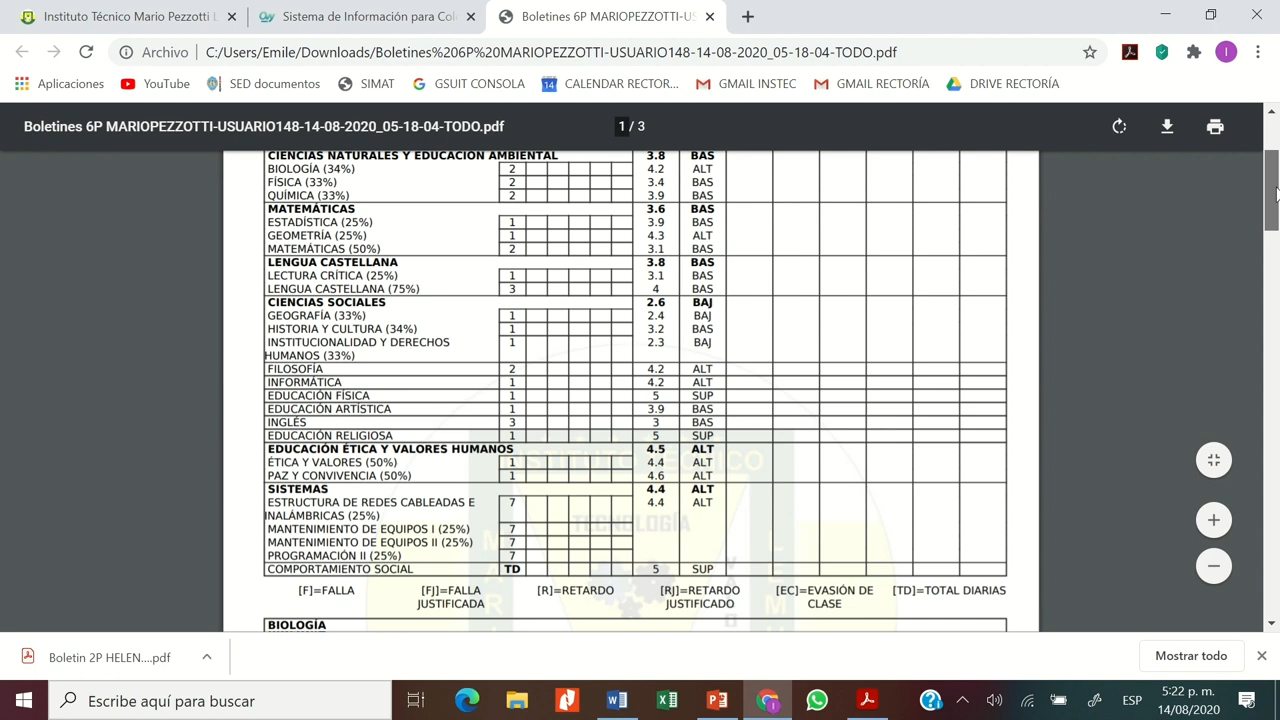 Instituto Técnico Mario Pezzotti L
Sistema de Información para Col
Boletines 6P MARIOPEZZOTTI-US
Archivo
C:/Users/Emile/Downloads/Boletines%206P%20MARIOPEZZOTTI-USUARIO148-14-08-2020_05-18-04-TODO.pdf
I
Aplicaciones
YouTube
SED documentos
SIMAT
GSUIT CONSOLA
CALENDAR RECTOR...
GMAIL INSTEC
GMAIL RECTORÍA
DRIVE RECTORÍA
Boletines 6P MARIOPEZZOTTI-USUARIO148-14-08-2020_05-18-04-TODO.pdf
1 / 3
CIENCIAS NATURALES Y EDUCACIÓN AMBIENTAL 3.8 BAS
BIOLOGÍA (34%) 2 4.2 ALT
FÍSICA (33%) 2 3.4 BAS
QUÍMICA (33%) 2 3.9 BAS
MATEMÁTICAS 3.6 BAS
ESTADÍSTICA (25%) 1 3.9 BAS
GEOMETRÍA (25%) 1 4.3 ALT
MATEMÁTICAS (50%) 2 3.1 BAS
LENGUA CASTELLANA 3.8 BAS
LECTURA CRÍTICA (25%) 1 3.1 BAS
LENGUA CASTELLANA (75%) 3 4 BAS
CIENCIAS SOCIALES 2.6 BAJ
GEOGRAFÍA (33%) 1 2.4 BAJ
HISTORIA Y CULTURA (34%) 1 3.2 BAS
INSTITUCIONALIDAD Y DERECHOS 1 2.3 BAJ
HUMANOS (33%)
FILOSOFÍA 2 4.2 ALT
INFORMÁTICA 1 4.2 ALT
EDUCACIÓN FÍSICA 1 5 SUP
EDUCACIÓN ARTÍSTICA 1 3.9 BAS
INGLÉS 3 3 BAS
EDUCACIÓN RELIGIOSA 1 5 SUP
EDUCACIÓN ÉTICA Y VALORES HUMANOS 4.5 ALT
ÉTICA Y VALORES (50%) 1 4.4 ALT
PAZ Y CONVIVENCIA (50%) 1 4.6 ALT
SISTEMAS 4.4 ALT
ESTRUCTURA DE REDES CABLEADAS E 7 4.4 ALT
INALÁMBRICAS (25%)
MANTENIMIENTO DE EQUIPOS I (25%) 7
MANTENIMIENTO DE EQUIPOS II (25%) 7
PROGRAMACIÓN II (25%) 7
COMPORTAMIENTO SOCIAL TD 5 SUP
INSTITUTO TÉCNICO
TECNOLOGÍA
[F]=FALLA [FJ]=FALLA [R]=RETARDO [RJ]=RETARDO [EC]=EVASIÓN DE [TD]=TOTAL DIARIAS
JUSTIFICADA JUSTIFICADO CLASE
BIOLOGÍA
Boletin 2P HELEN....pdf
Mostrar todo
Escribe aquí para buscar
ESP
5:22 p. m.
14/08/2020